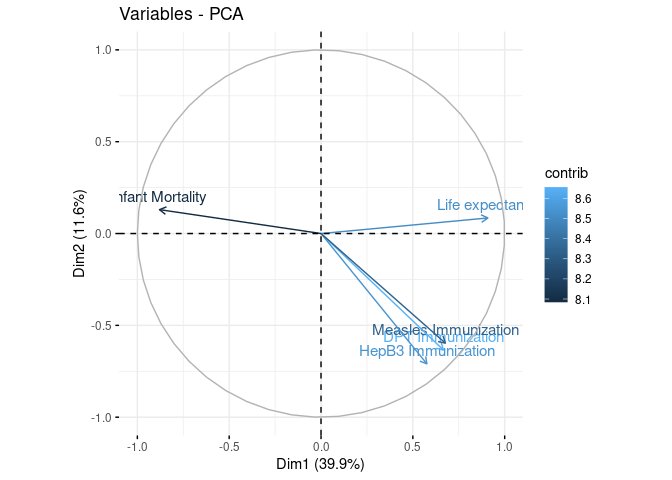 Variables - PCA
1.0
0.5
0.0
-0.5
-1.0
Dim2 (11.6%)
nfant Mortality
Life expectan
Measles Immunization
DPT Immunization
HepB3 Immunization
-1.0 -0.5 0.0 0.5 1.0
Dim1 (39.9%)
contrib
8.6
8.5
8.4
8.3
8.2
8.1